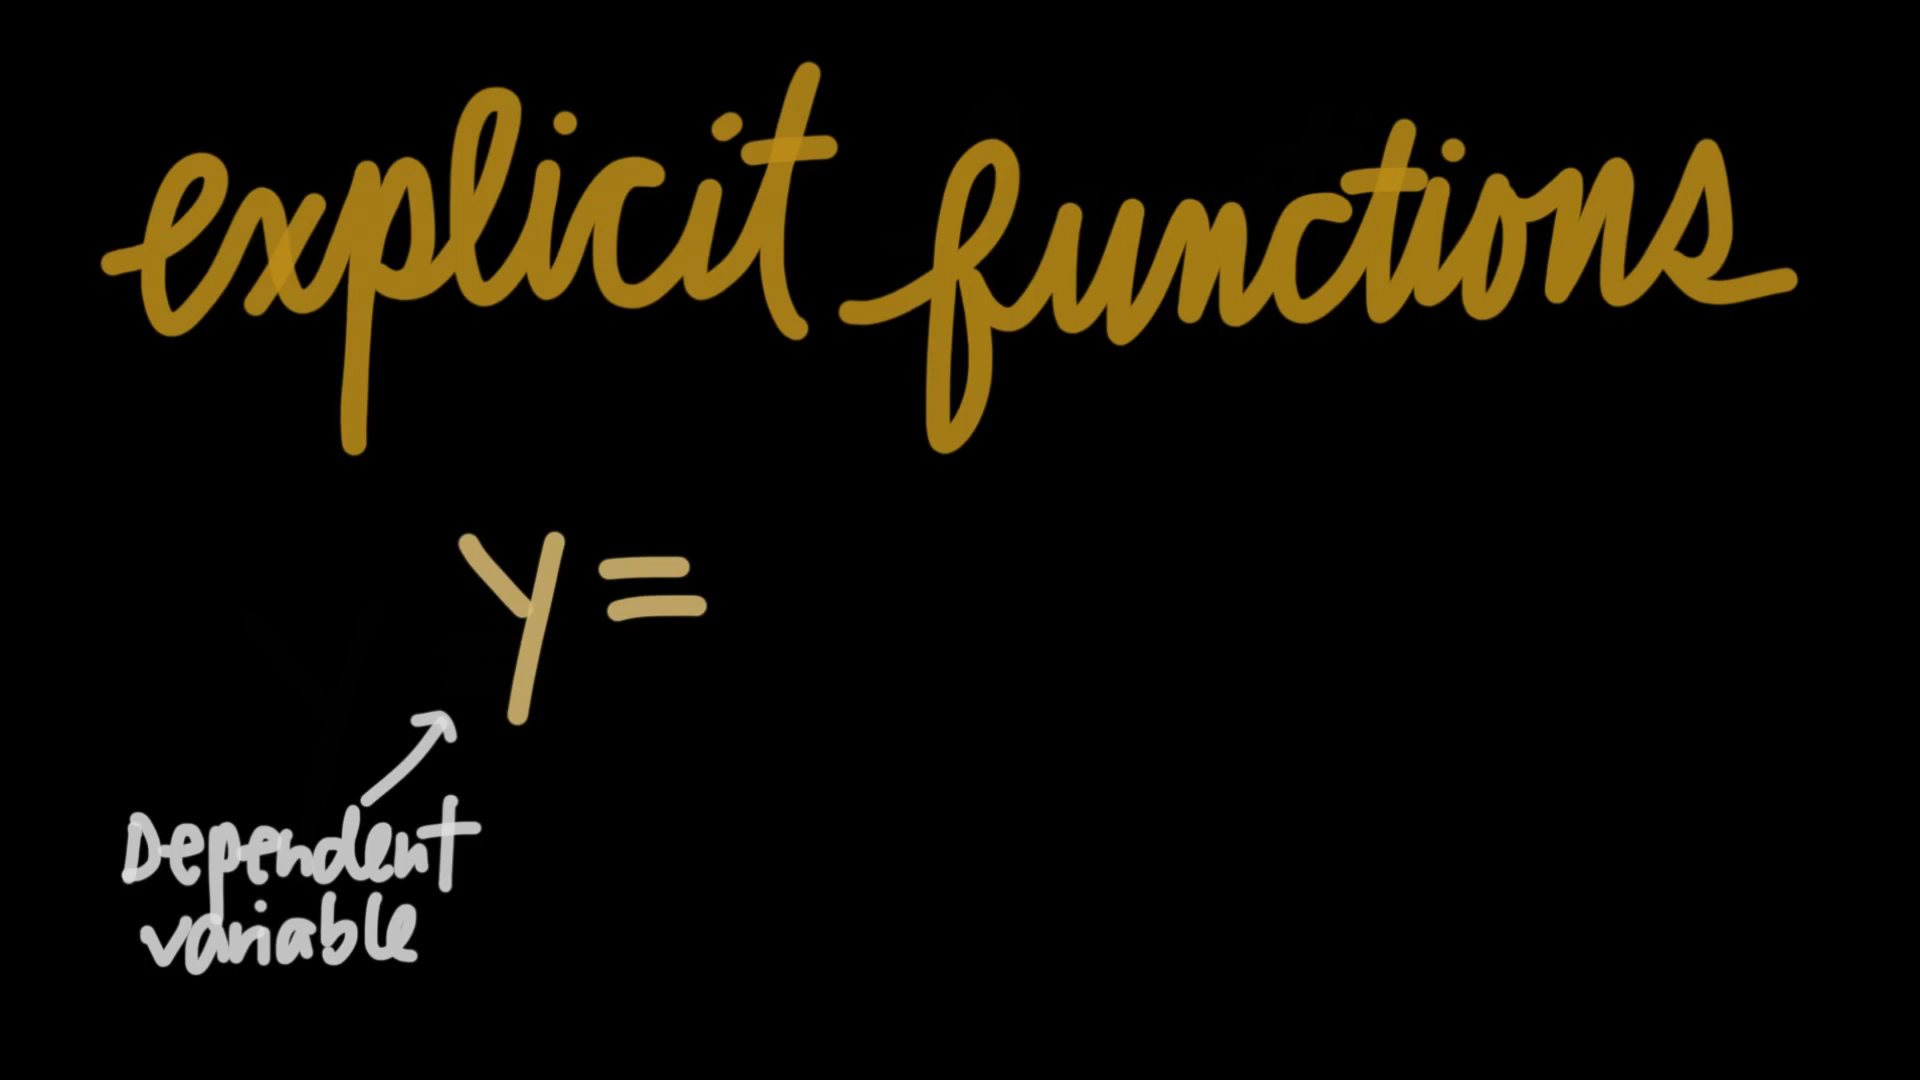 explicit functions
Y =
Dependent
variable